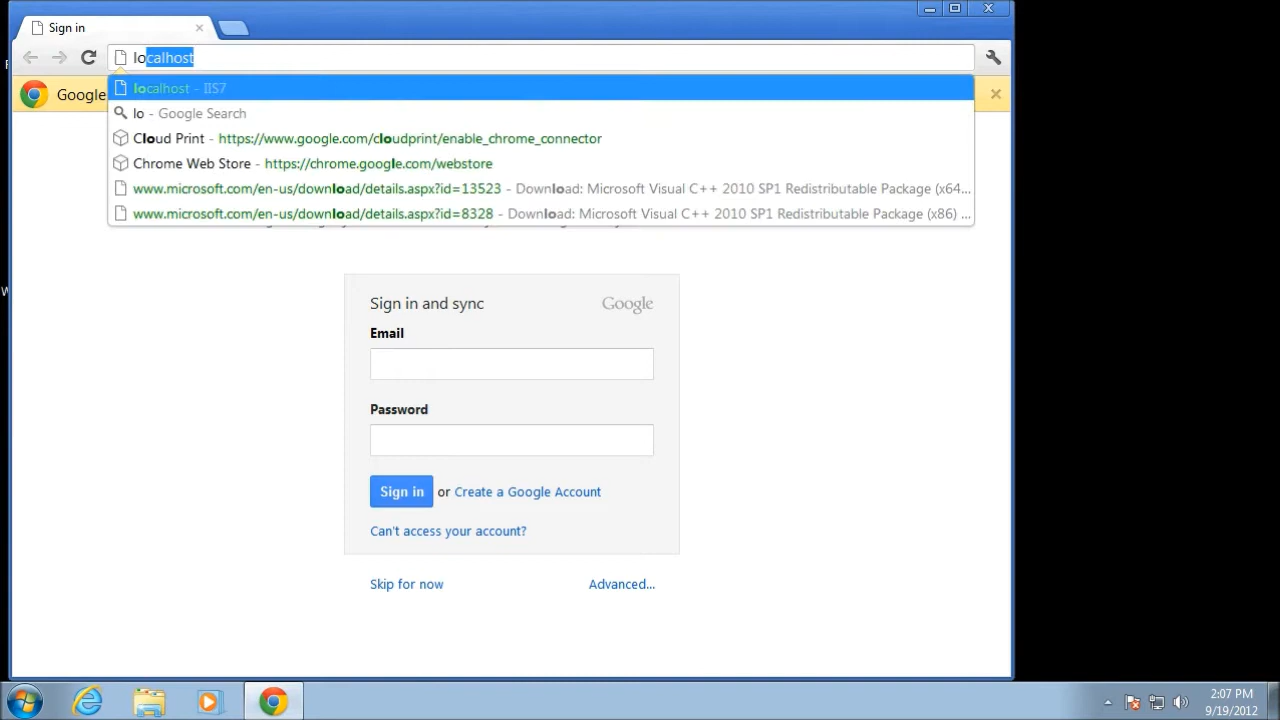 Sign in
localhost
localhost - IIS7
Google
lo - Google Search
Cloud Print - https://www.google.com/cloudprint/enable_chrome_connector
Chrome Web Store - https://chrome.google.com/webstore
www.microsoft.com/en-us/download/details.aspx?id=13523 - Download: Microsoft Visual C++ 2010 SP1 Redistributable Package (x64...
www.microsoft.com/en-us/download/details.aspx?id=8328 - Download: Microsoft Visual C++ 2010 SP1 Redistributable Package (x86) ...
Sign in and sync Google
Email
Password
Sign in or Create a Google Account
Can't access your account?
Skip for now Advanced...
2:07 PM
9/19/2012